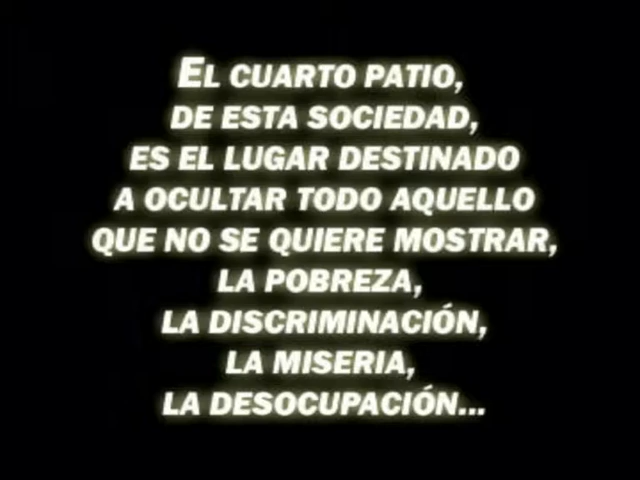 EL CUARTO PATIO,
DE ESTA SOCIEDAD,
ES EL LUGAR DESTINADO
A OCULTAR TODO AQUELLO
QUE NO SE QUIERE MOSTRAR,
LA POBREZA,
LA DISCRIMINACIÓN,
LA MISERIA,
LA DESOCUPACIÓN...